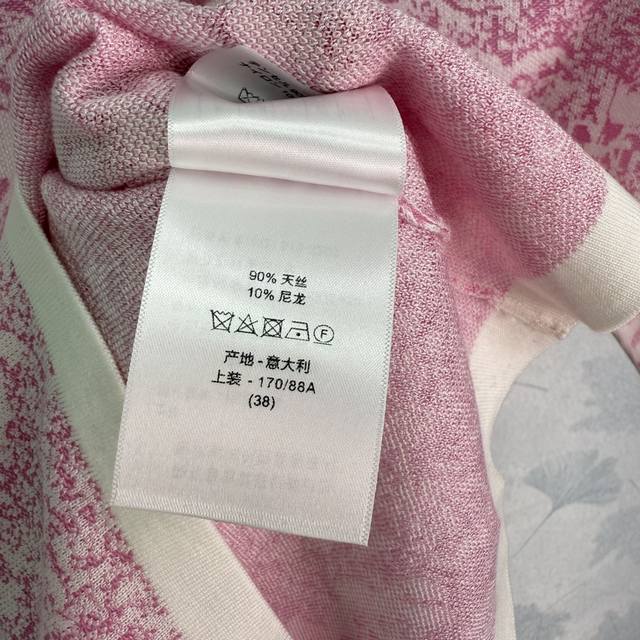 90% 天丝
10% 尼龙
F
产地 - 意大利
上装 - 170/88A
(38)